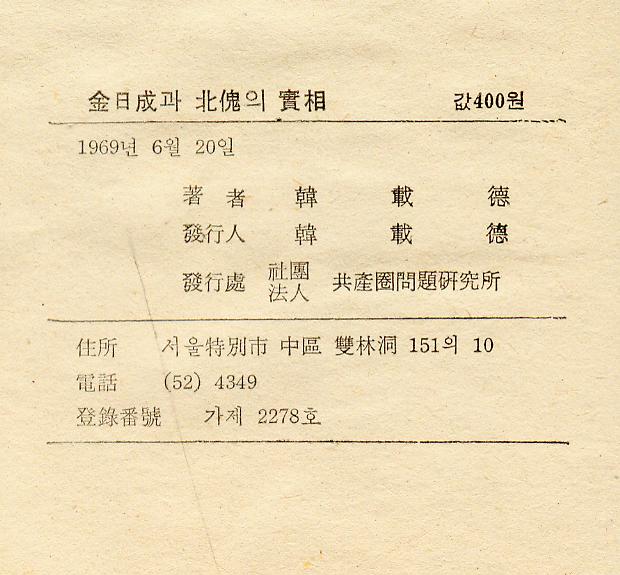 金日成과 北傀의 實相 값400원
1969년 6월 20일
著者 韓載德
發行人 韓載德
發行處 社團法人 共產圈問題硏究所
住所 서울特別市 中區 雙林洞 151의 10
電話 (52) 4349
登錄番號 가제 2278호